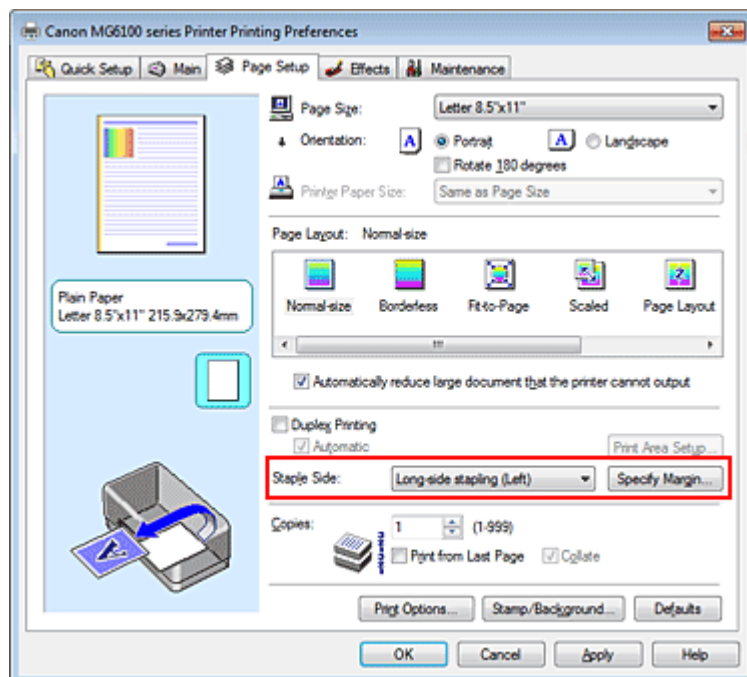 Canon MG6100 series Printer Printing Preferences
Quick Setup Main Page Setup Effects Maintenance
Page Size: Letter 8.5"x11"
Orientation: A Portrait A Landscape
Rotate 180 degrees
Printer Paper Size: Same as Page Size
Page Layout: Normal-size
Normal-size Borderless Fit-to-Page Scaled Page Layout
Plain Paper
Letter 8.5"x11" 215.9x279.4mm
Automatically reduce large document that the printer cannot output
Duplex Printing
Automatic Print Area Setup...
Staple Side: Long-side stapling (Left) Specify Margin...
Copies: 1 (1-999)
Print from Last Page Collate
Print Options... Stamp/Background... Defaults
OK Cancel Apply Help